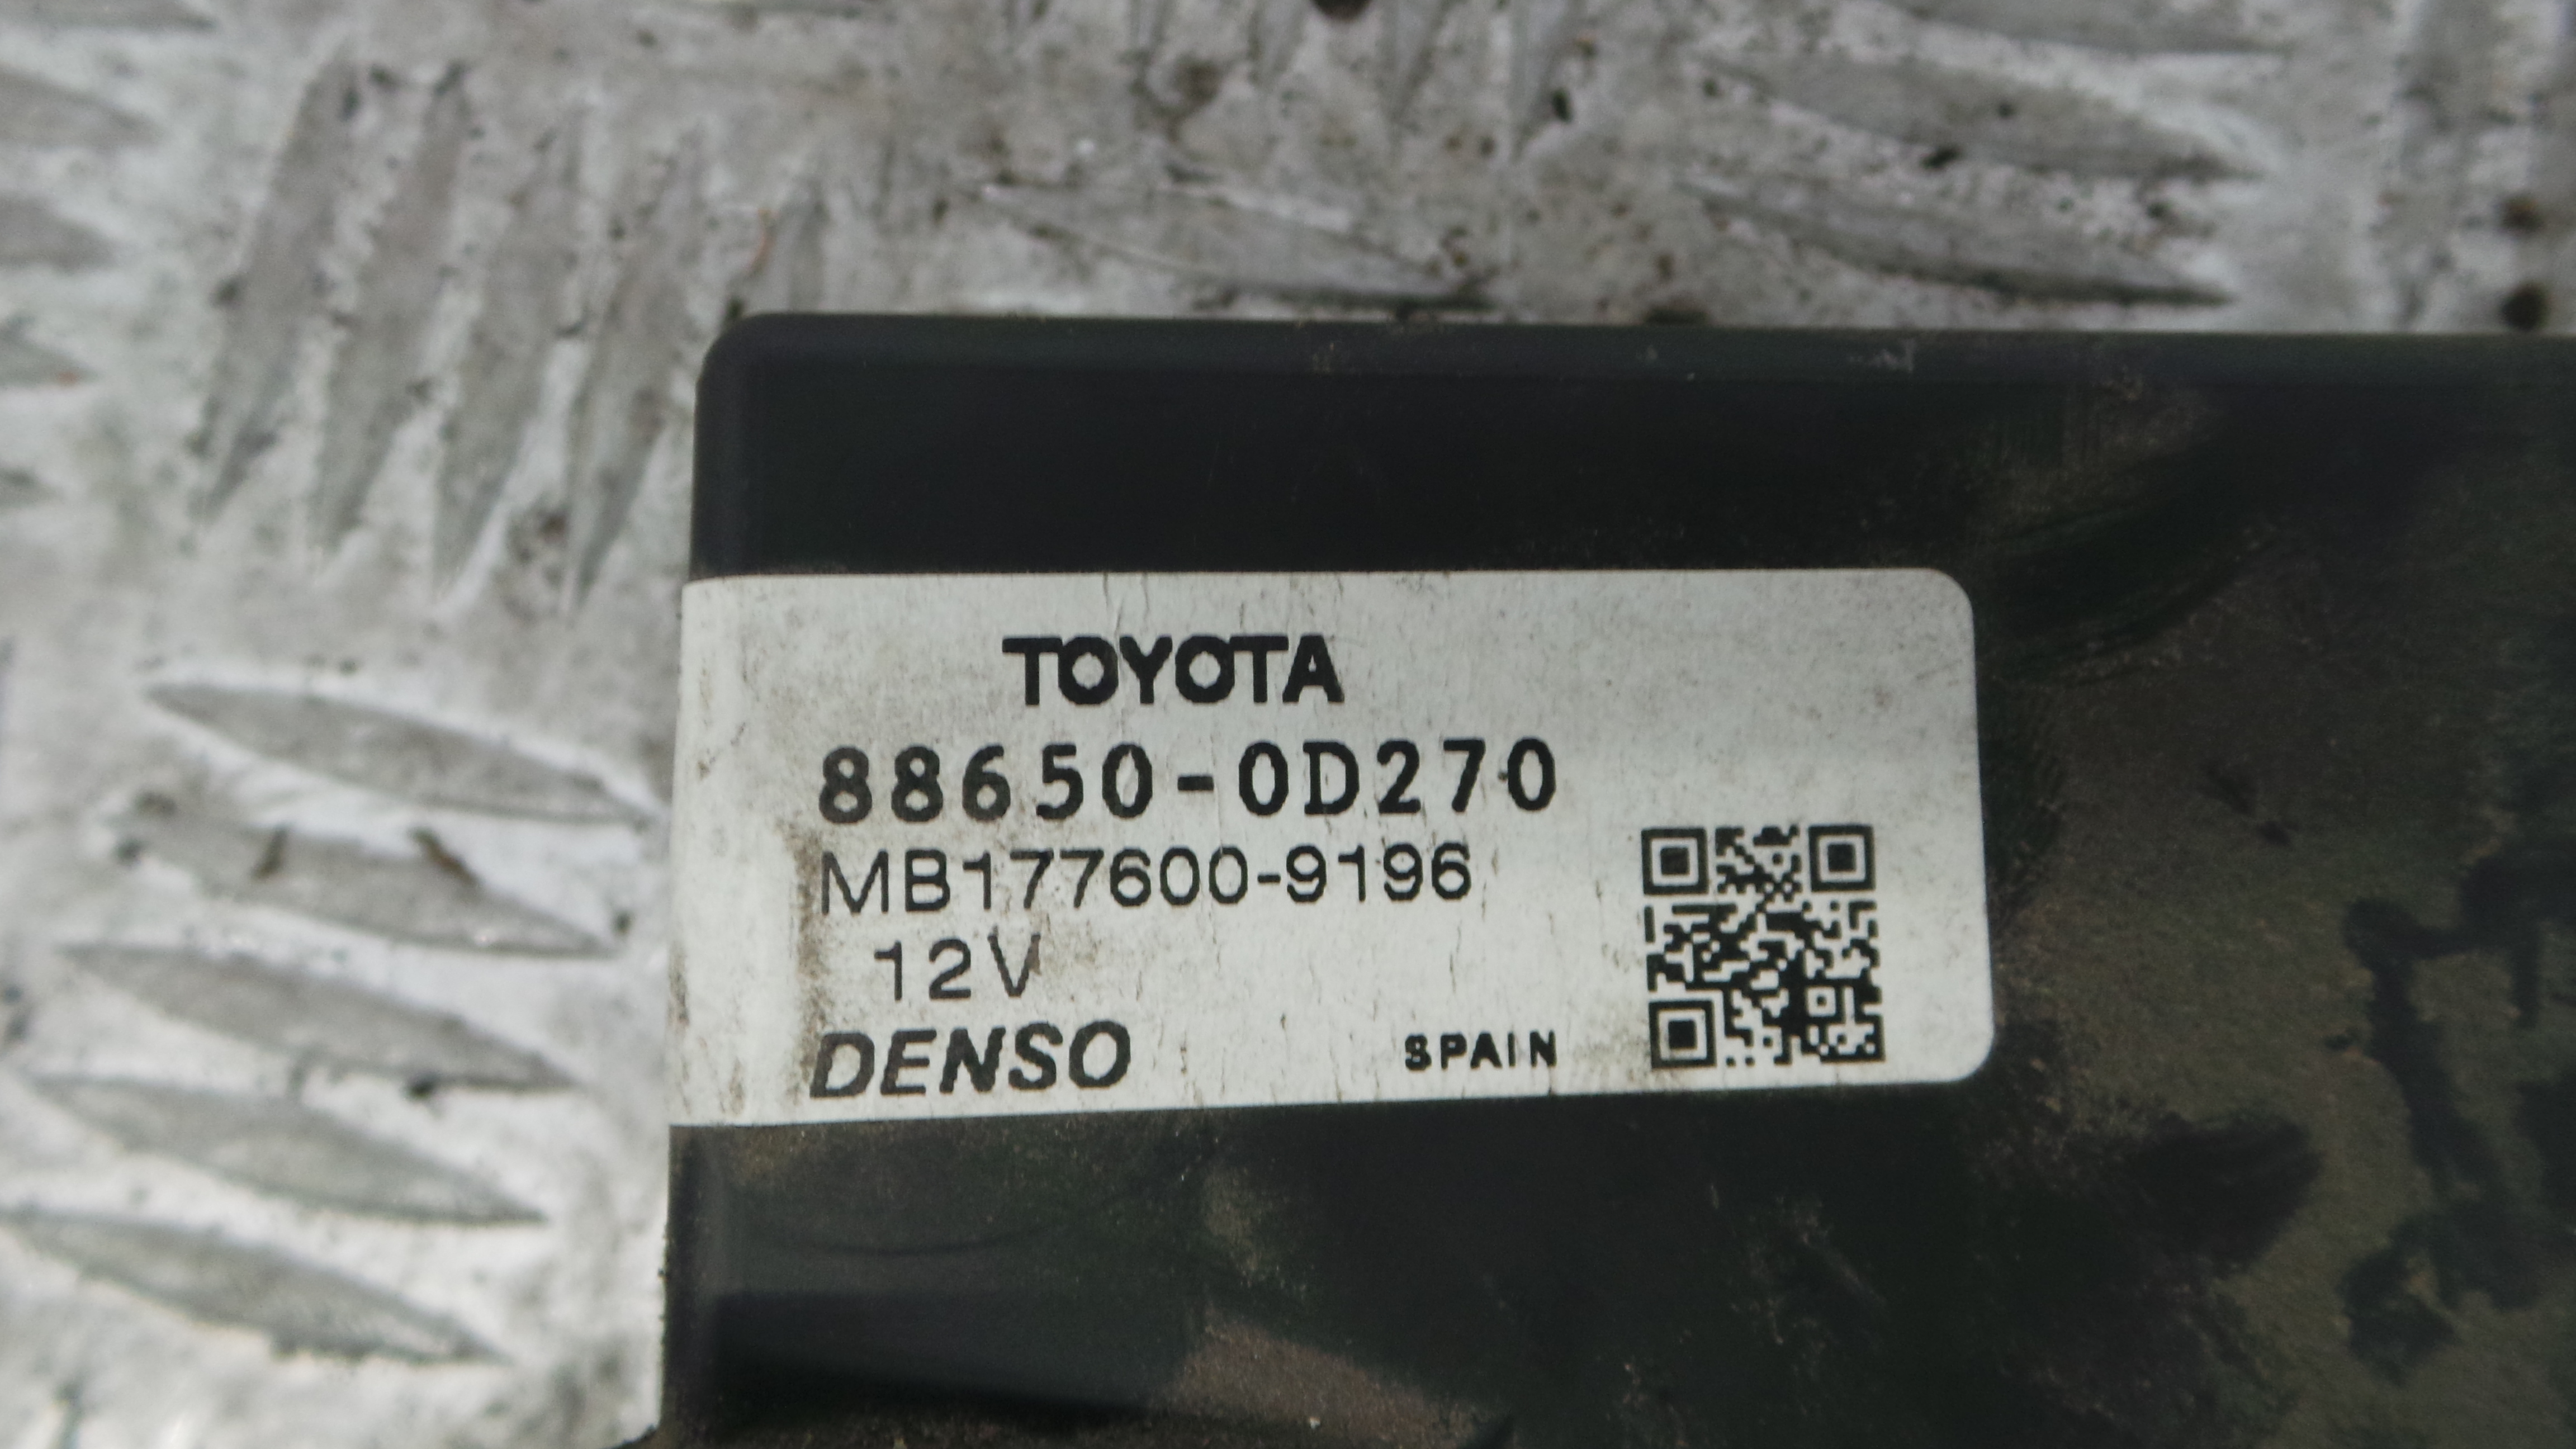 TOYOTA
88650-0D270
MB177600-9196
12V
DENSO SPAIN